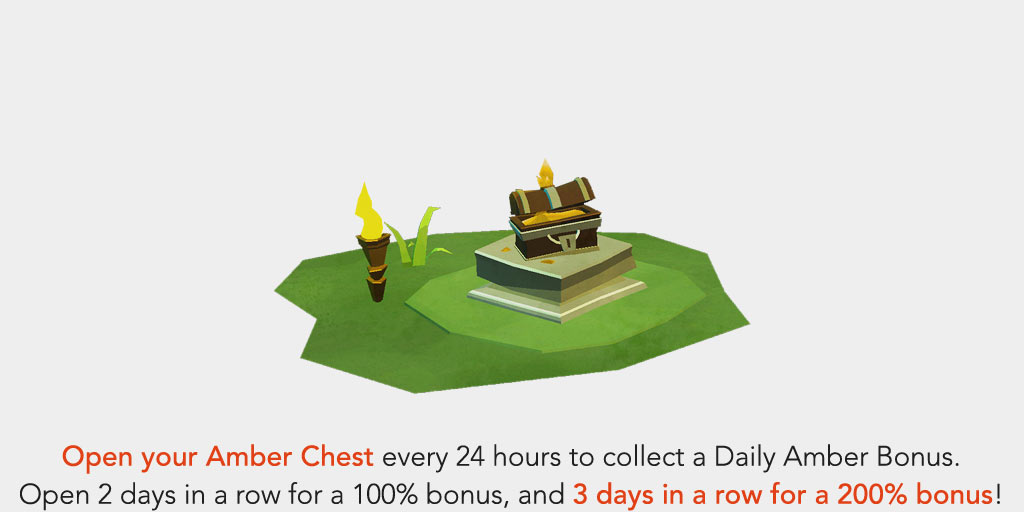 Open your Amber Chest every 24 hours to collect a Daily Amber Bonus.
Open 2 days in a row for a 100% bonus, and 3 days in a row for a 200% bonus!